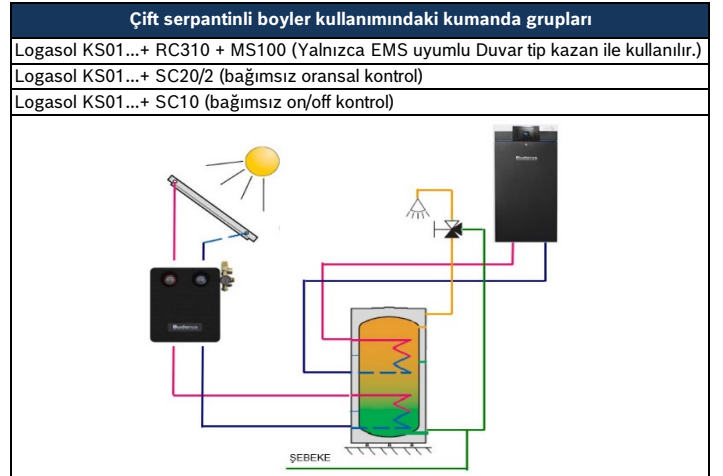 Çift serpantinli boyler kullanımındaki kumanda grupları
Logasol KS01...+ RC310 + MS100 (Yalnızca EMS uyumlu Duvar tip kazan ile kullanılır.)
Logasol KS01...+ SC20/2 (bağımsız oransal kontrol)
Logasol KS01...+ SC10 (bağımsız on/off kontrol)
Buderus
Buderus
ŞEBEKE